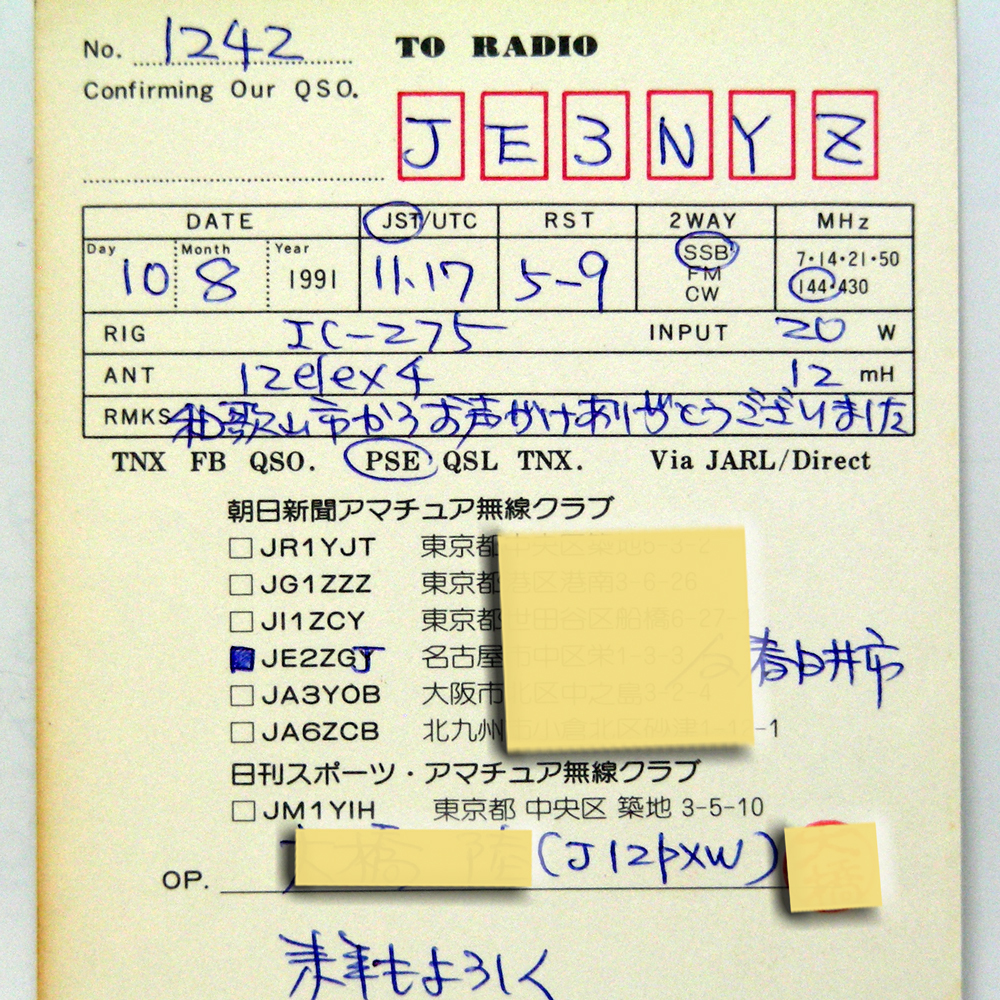 No. 1242 TO RADIO
Confirming Our QSO.
JE3NYZ
DATE JST/UTC RST 2WAY MHz
Day Month Year
10 8 1991 11.17 5-9 SSB FM CW 7・14・21・50 144・430
RIG IC-275 INPUT 20 W
ANT 12elex4 12 mH
RMKS 和歌山市からお声がけありがとうございました
TNX FB QSO. PSE QSL TNX. Via JARL/Direct
朝日新聞アマチュア無線クラブ
□JR1YJT 東京都
□JG1ZZZ 東京都
□JI1ZCY 東京都
■JE2ZGJ 名古屋 春日井市
□JA3YOB 大阪市
□JA6ZCB 北九州 -1
日刊スポーツ・アマチュア無線クラブ
□JM1YIH 東京都 中央区 築地 3-5-10
OP. (JI2PXW)
来年もよろしく